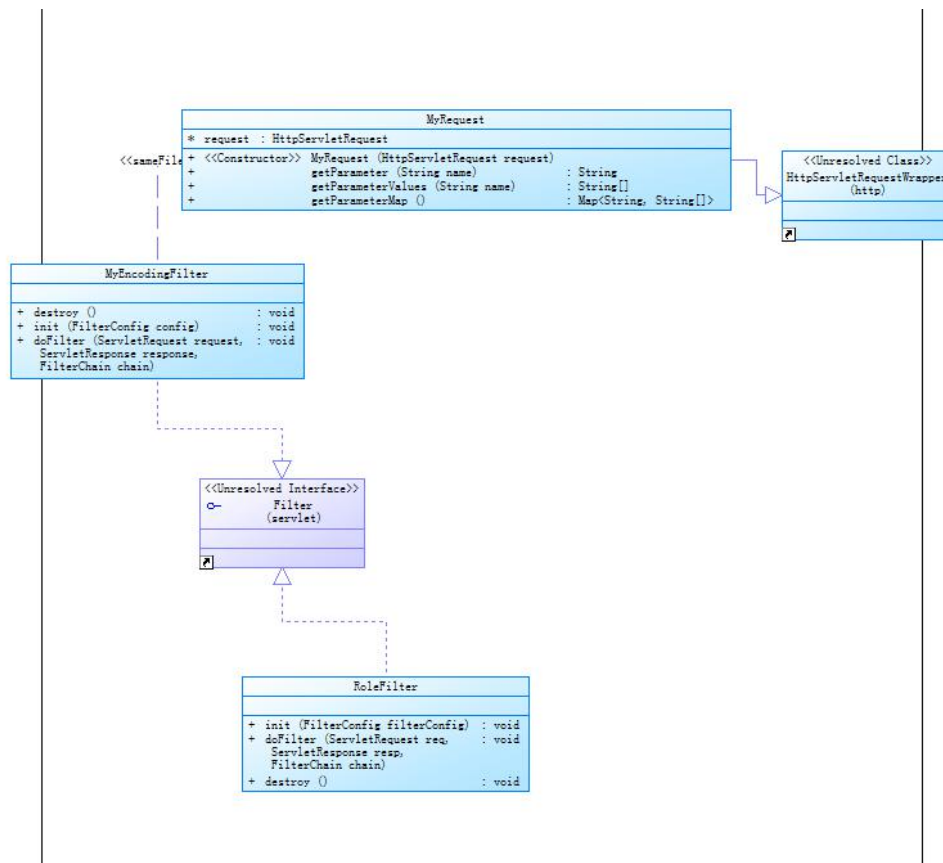 MyRequest
* request : HttpServletRequest
+ <<Constructor>> MyRequest (HttpServletRequest request)
+ getParameter (String name) : String
+ getParameterValues (String name) : String[]
+ getParameterMap () : Map<String, String[]>
<<sameFile
<<Unresolved Class>>
HttpServletRequestWrapper
(http)
MyEncodingFilter
+ destroy () : void
+ init (FilterConfig config) : void
+ doFilter (ServletRequest request, : void
ServletResponse response,
FilterChain chain)
<<Unresolved Interface>>
Filter
(servlet)
RoleFilter
+ init (FilterConfig filterConfig) : void
+ doFilter (ServletRequest req, : void
ServletResponse resp,
FilterChain chain)
+ destroy () : void